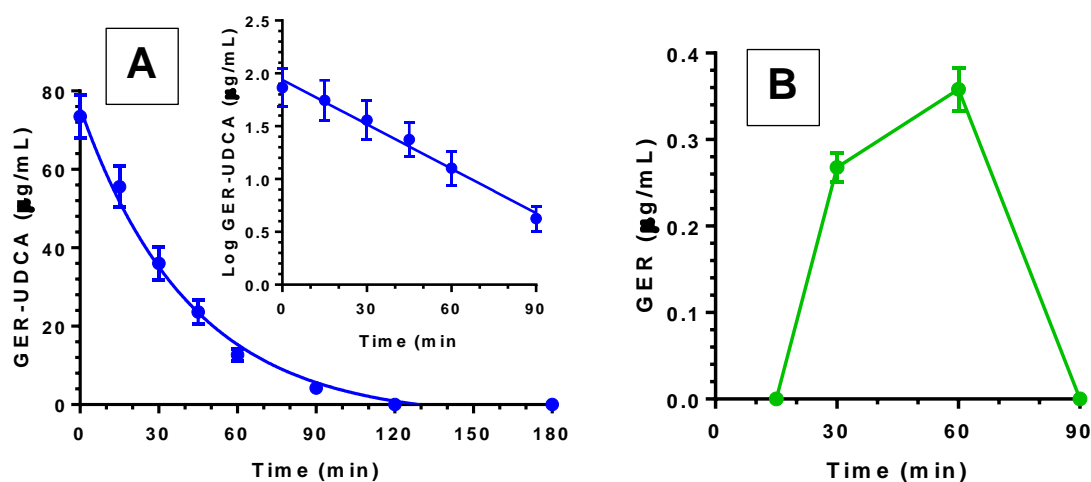 A
GER-UDCA (µg/mL)
80
60
40
20
0
0 30 60 90 120 150 180
Time (min)
Log GER-UDCA (µg/mL)
2.5
2.0
1.5
1.0
0.5
0.0
0 30 60 90
Time (min
B
GER (µg/mL)
0.4
0.3
0.2
0.1
0.0
0 30 60 90
Time (min)